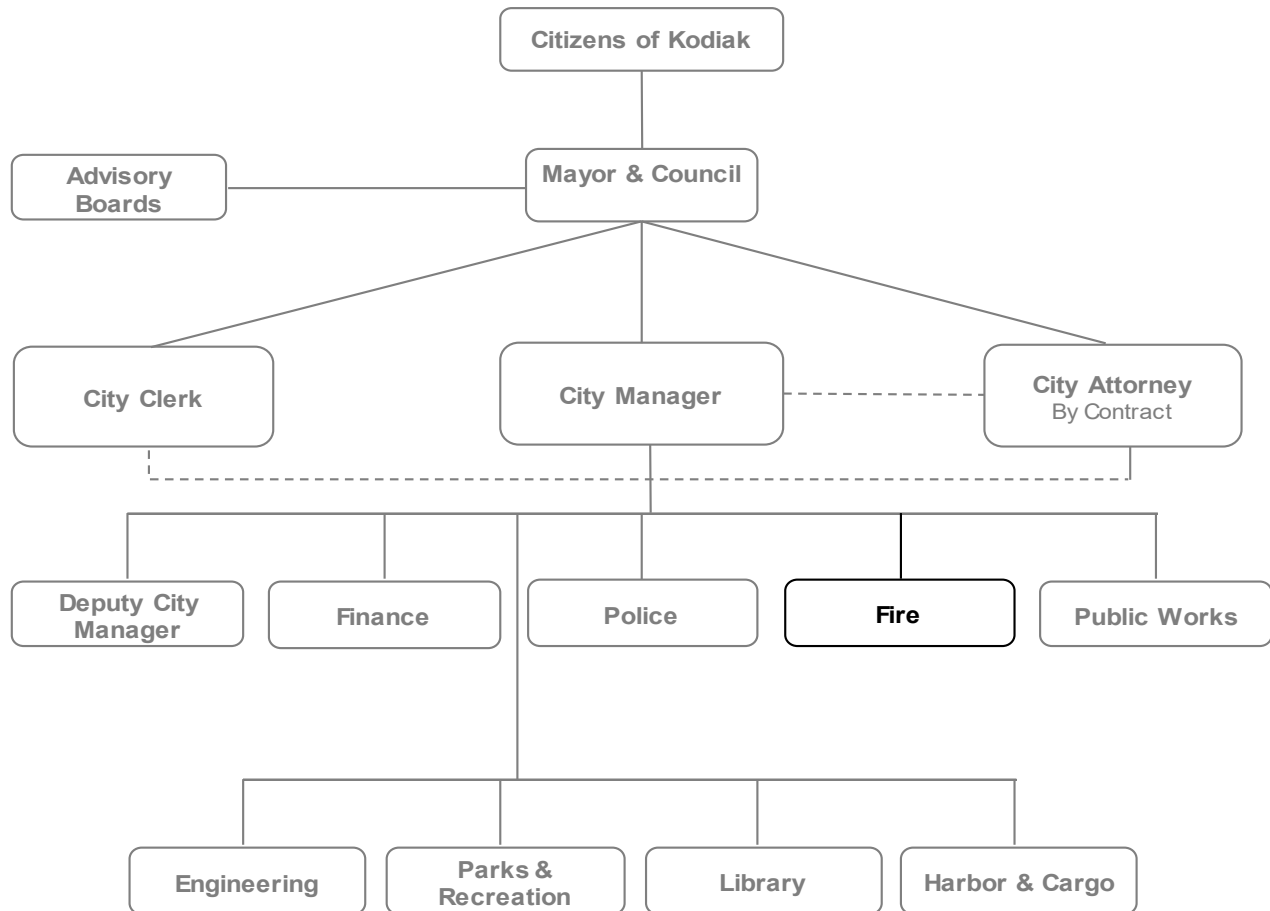 Citizens of Kodiak
Advisory
Boards
Mayor & Council
City Clerk
City Manager
City Attorney
By Contract
Deputy City
Manager
Finance
Police
Fire
Public Works
Engineering
Parks &
Recreation
Library
Harbor & Cargo